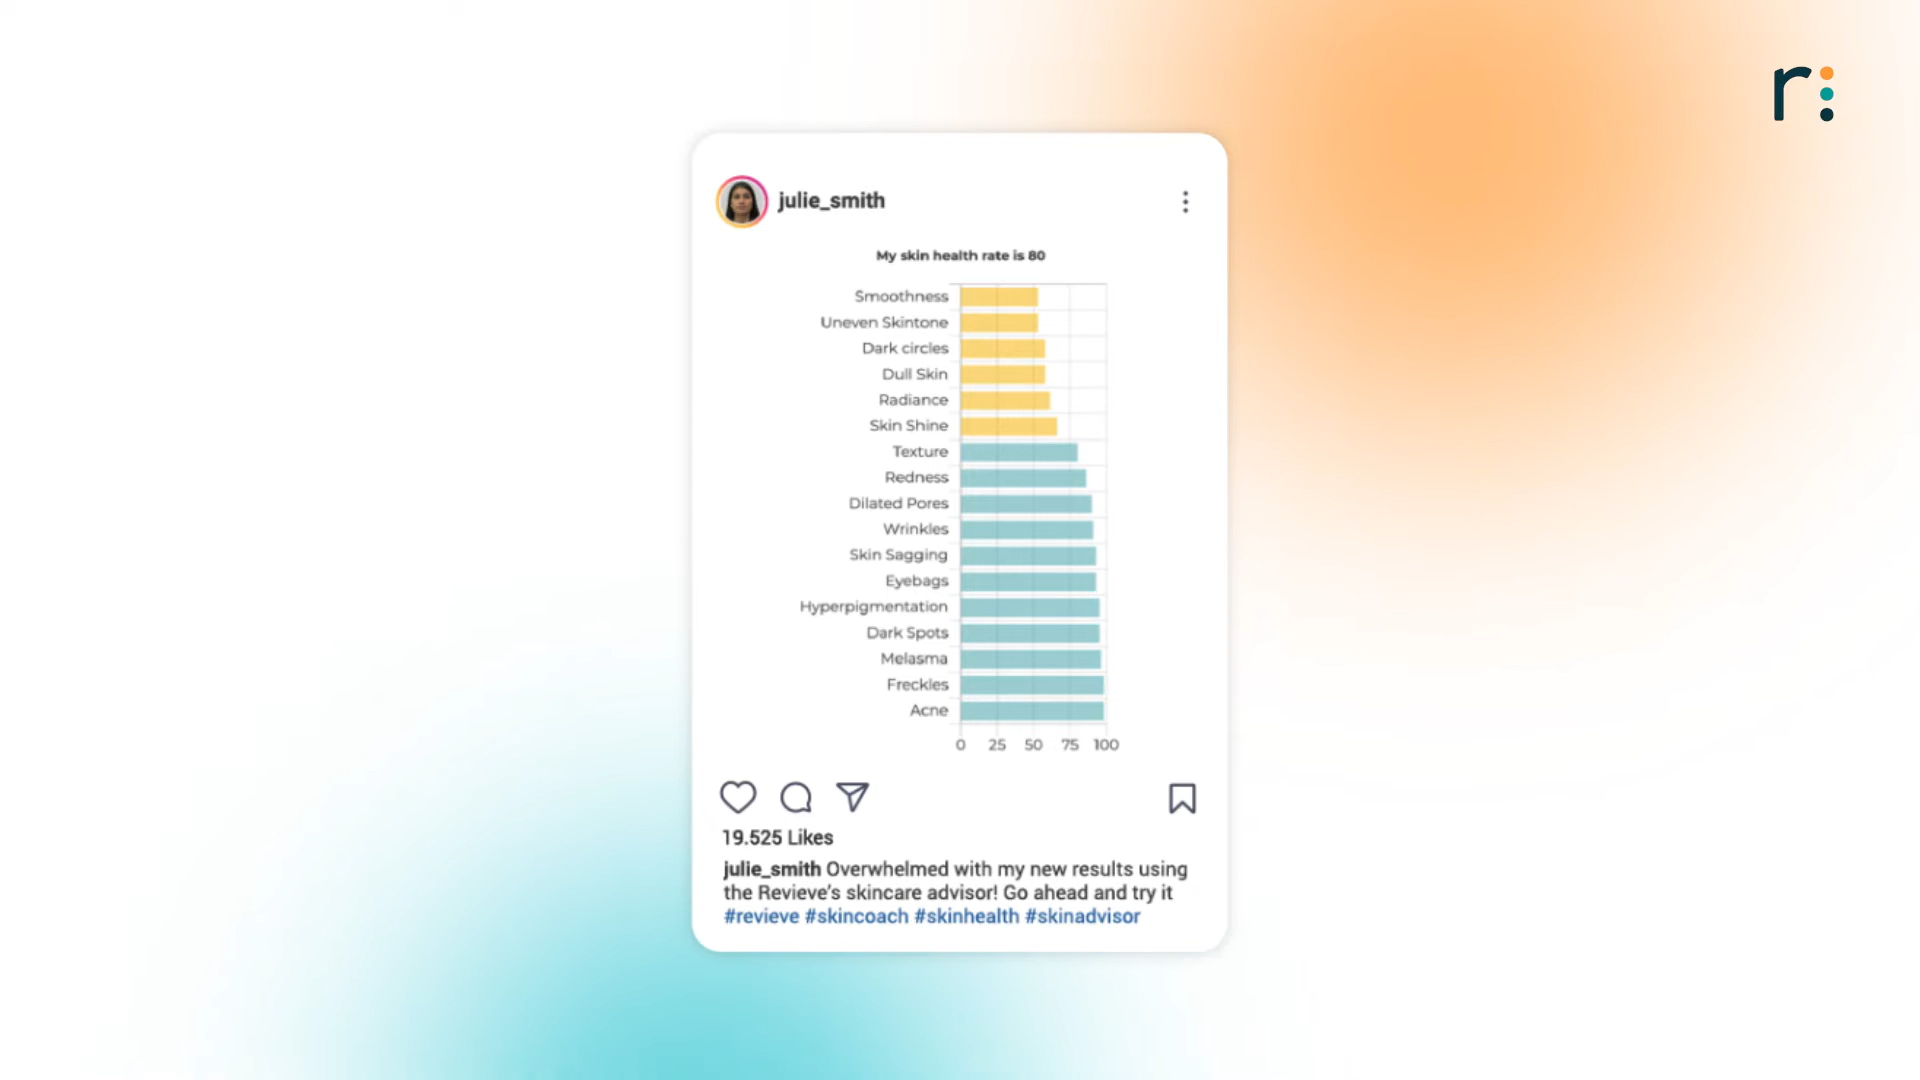 r:
julie_smith
My skin health rate is 80
Smoothness
Uneven Skintone
Dark circles
Dull Skin
Radiance
Skin Shine
Texture
Redness
Dilated Pores
Wrinkles
Skin Sagging
Eyebags
Hyperpigmentation
Dark Spots
Melasma
Freckles
Acne
0 25 50 75 100
19.525 Likes
julie_smith Overwhelmed with my new results using
the Revieve's skincare advisor! Go ahead and try it
#revieve #skincoach #skinhealth #skinadvisor